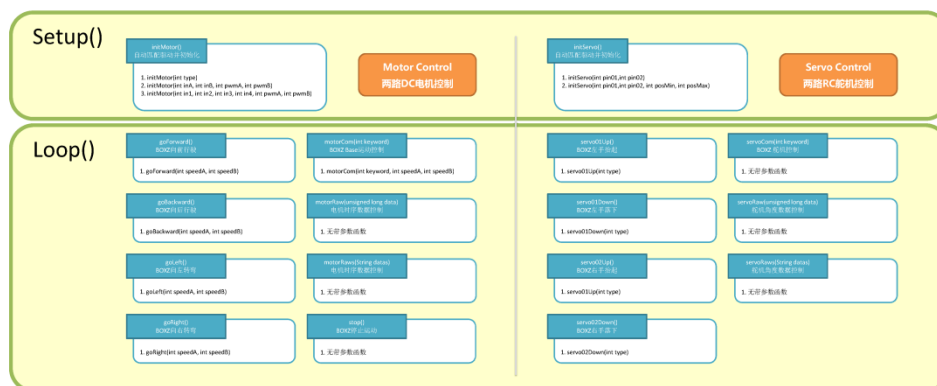 Setup()
initMotor()
自动匹配驱动并初始化
1. initMotor(int type)
2. initMotor(int inA, int inB, int pwmA, int pwmB)
3. initMotor(int in1, int in2, int in3, int in4, int pwmA, int pwmB)
Motor Control
两路DC电机控制
initServo()
自动匹配驱动并初始化
1. initServo(int pin01,int pin02)
2. initServo(int pin01,int pin02, int posMin, int posMax)
Servo Control
两路RC舵机控制
Loop()
goForward()
BOXZ向前行驶
1. goForward(int speedA, int speedB)
motorCom(int keyword)
BOXZ Base运动控制
1. motorCom(int keyword, int speedA, int speedB)
servo01Up()
BOXZ左手抬起
1. servo01Up(int type)
servoCom(int keyword)
BOXZ 舵机控制
1. 无带参数函数
goBackward()
BOXZ向后行驶
1. goBackward(int speedA, int speedB)
motorRaw(unsigned long data)
电机时序数据控制
1. 无带参数函数
servo01Down()
BOXZ左手落下
1. servo01Down(int type)
servoRaw(unsigned long data)
舵机角度数据控制
1. 无带参数函数
goLeft()
BOXZ向左转弯
1. goLeft(int speedA, int speedB)
motorRaws(String datas)
电机时序数据控制
1. 无带参数函数
servo02Up()
BOXZ右手抬起
1. servo01Up(int type)
servoRaws(String datas)
舵机角度数据控制
1. 无带参数函数
goRight()
BOXZ向右转弯
1. goRight(int speedA, int speedB)
stop()
BOXZ停止运动
1. 无带参数函数
servo02Down()
BOXZ右手落下
1. servo02Down(int type)